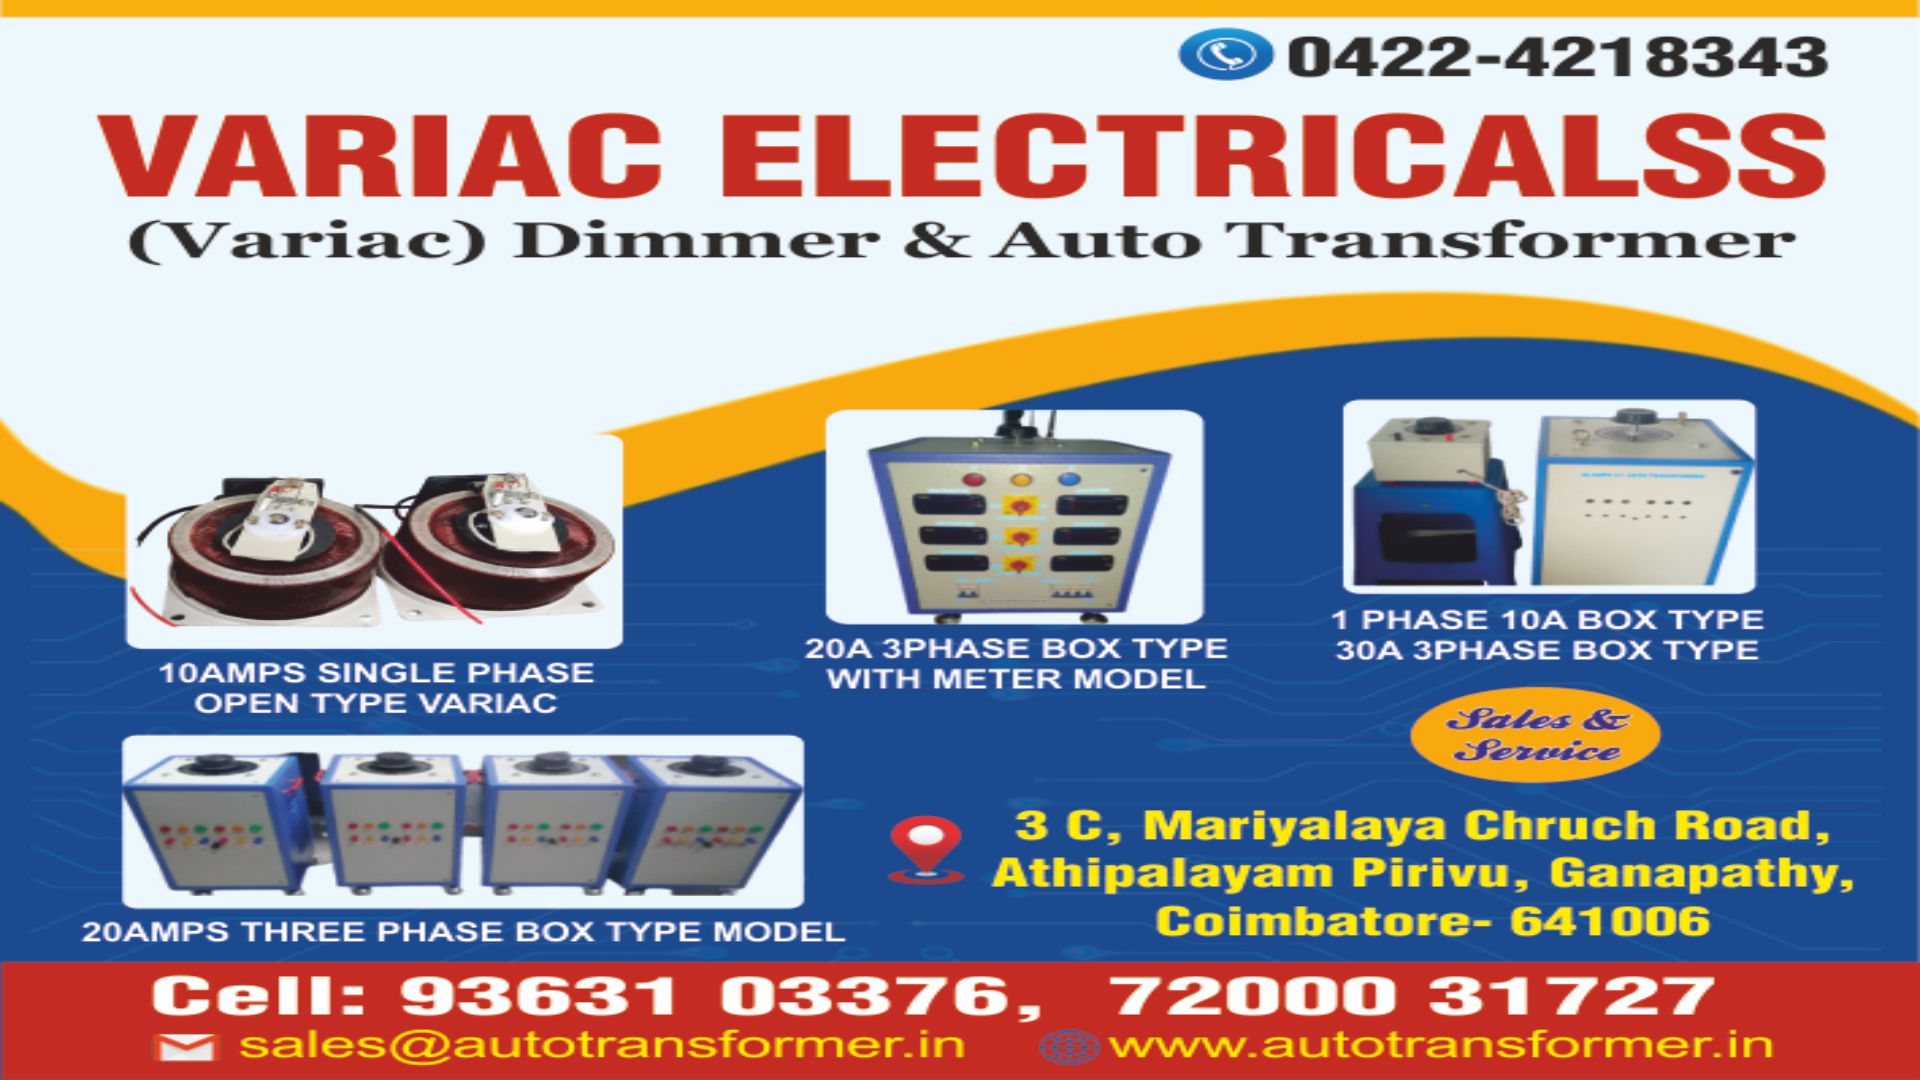 0422-4218343
VARIAC ELECTRICALSS
(Variac) Dimmer & Auto Transformer
10AMPS SINGLE PHASE
OPEN TYPE VARIAC
20A 3PHASE BOX TYPE
WITH METER MODEL
1 PHASE 10A BOX TYPE
30A 3PHASE BOX TYPE
Sales &
Service
20AMPS THREE PHASE BOX TYPE MODEL
3 C, Mariyalaya Chruch Road,
Athipalayam Pirivu, Ganapathy,
Coimbatore- 641006
Cell: 93631 03376, 72000 31727
sales@autotransformer.in www.autotransformer.in